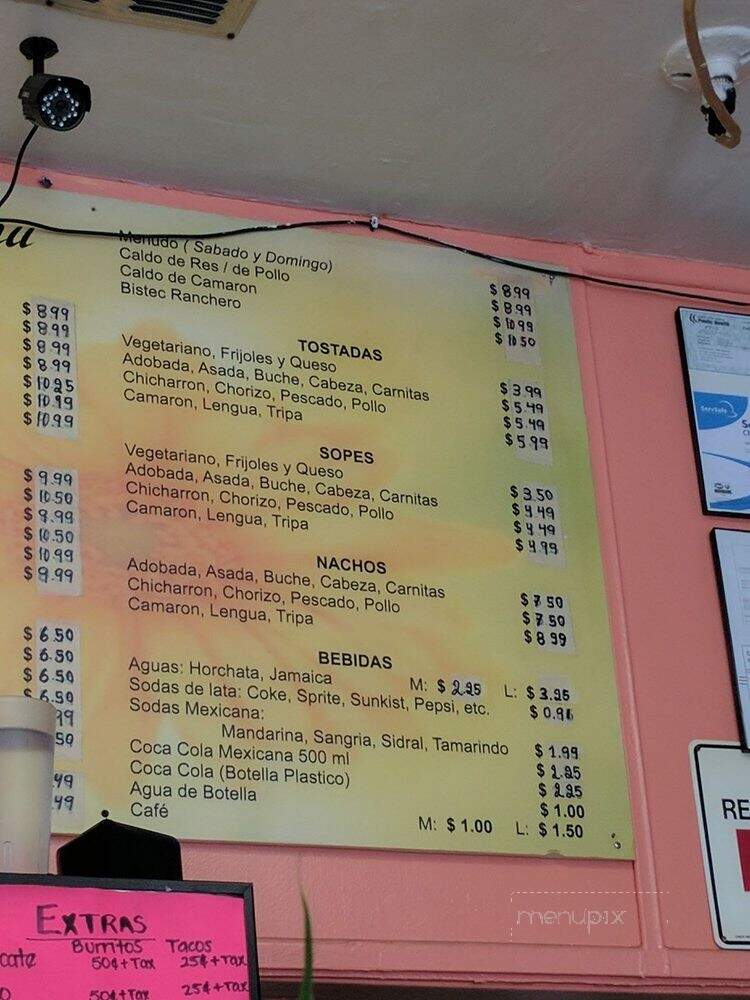 $ 8.99
$ 8.99
$ 8.99
$ 8.99
$ 10.25
$ 10.99
$ 10.99
$ 9.99
$ 10.50
$ 9.99
$ 10.50
$ 10.99
$ 9.99
$ 6.50
$ 6.50
$ 6.50
$ 6.50
Menudo ( Sabado y Domingo) $ 8.99
Caldo de Res / de Pollo $ 8.99
Caldo de Camaron $ 10.99
Bistec Ranchero $ 10.50
TOSTADAS
Vegetariano, Frijoles y Queso $ 3.99
Adobada, Asada, Buche, Cabeza, Carnitas $ 5.49
Chicharron, Chorizo, Pescado, Pollo $ 5.49
Camaron, Lengua, Tripa $ 5.99
SOPES
Vegetariano, Frijoles y Queso $ 3.50
Adobada, Asada, Buche, Cabeza, Carnitas $ 4.49
Chicharron, Chorizo, Pescado, Pollo $ 4.49
Camaron, Lengua, Tripa $ 4.99
NACHOS
Adobada, Asada, Buche, Cabeza, Carnitas $ 7.50
Chicharron, Chorizo, Pescado, Pollo $ 7.50
Camaron, Lengua, Tripa $ 8.99
BEBIDAS
Aguas: Horchata, Jamaica M: $ 2.25 L: $ 3.25
Sodas de lata: Coke, Sprite, Sunkist, Pepsi, etc. $
Sodas Mexicana:
Mandarina, Sangria, Sidral, Tamarindo $ 1.99
Coca Cola Mexicana 500 ml $
Coca Cola (Botella Plastico) $ 2.25
Agua de Botella $ 1.00
Café M: $ 1.00 L: $ 1.50
ServSafe
RE
EXTRAS
Burritos Tacos
cate 50¢+Tax 25¢+Tax
50¢+Tax 25¢+Tax
menupix